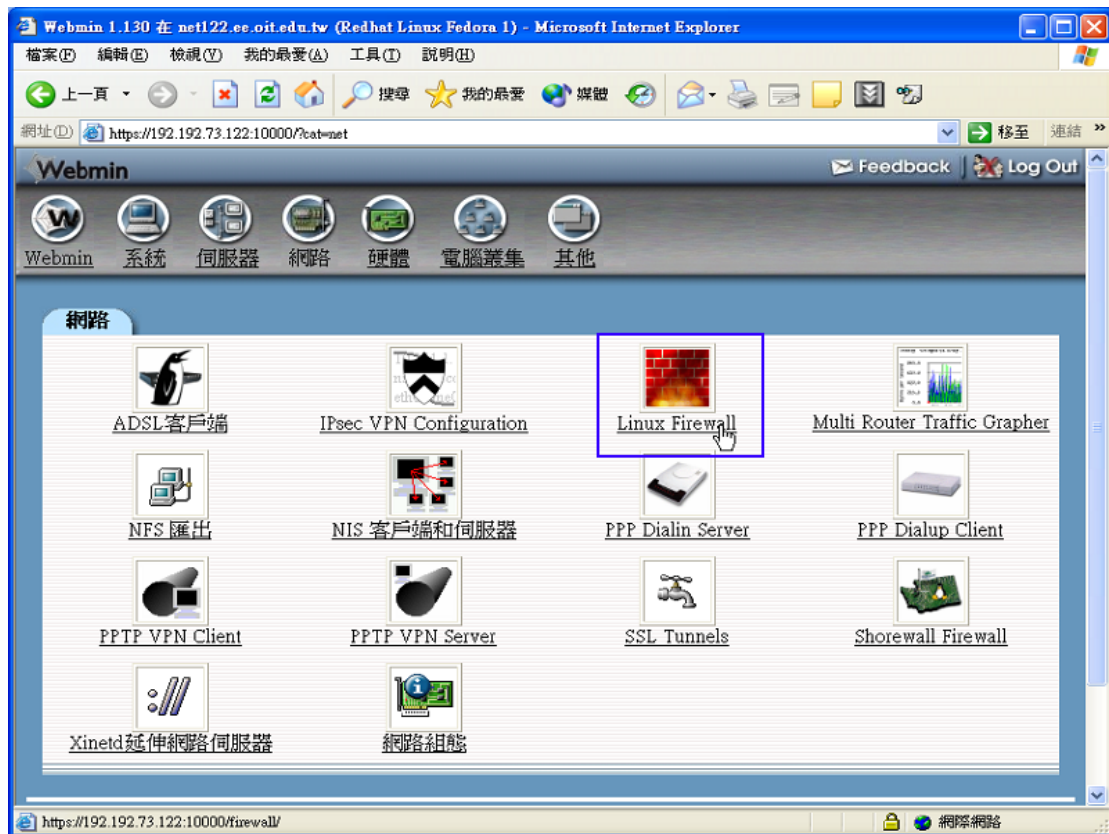 Webmin 1.130 在 net122.ee.oit.edu.tw (Redhat Linux Fedora 1) - Microsoft Internet Explorer
檔案(F) 編輯(E) 檢視(V) 我的最愛(A) 工具(T) 說明(H)
上一頁 搜尋 我的最愛 媒體
網址(D) https://192.192.73.122:10000/?cat=net 移至 連結 »
Webmin Feedback Log Out
Webmin 系統 伺服器 網路 硬體 電腦叢集 其他
網路
ADSL客戶端 IPsec VPN Configuration Linux Firewall Multi Router Traffic Grapher
NFS 匯出 NIS 客戶端和伺服器 PPP Dialin Server PPP Dialup Client
PPTP VPN Client PPTP VPN Server SSL Tunnels Shorewall Firewall
Xinetd延伸網路伺服器 網路組態
https://192.192.73.122:10000/firewall/ 網際網路